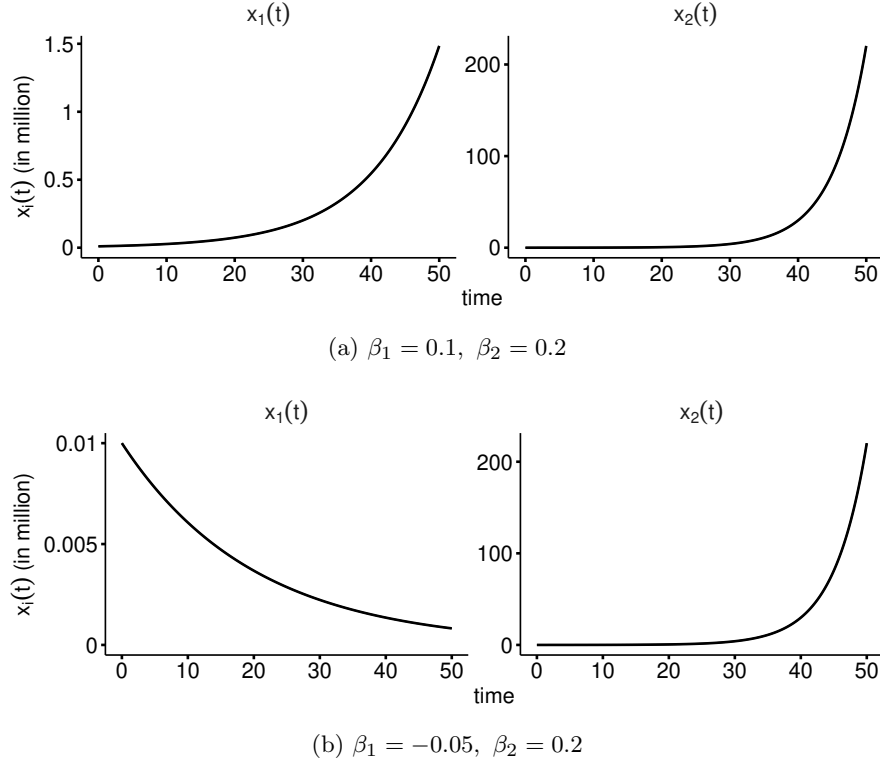 x₁(t) x₂(t)
1.5
1
0.5
0
xᵢ(t) (in million)
0 10 20 30 40 50
200
100
0
0 10 20 30 40 50
time
(a) β₁ = 0.1, β₂ = 0.2
x₁(t) x₂(t)
0.01
0.005
0
xᵢ(t) (in million)
0 10 20 30 40 50
200
100
0
0 10 20 30 40 50
time
(b) β₁ = −0.05, β₂ = 0.2